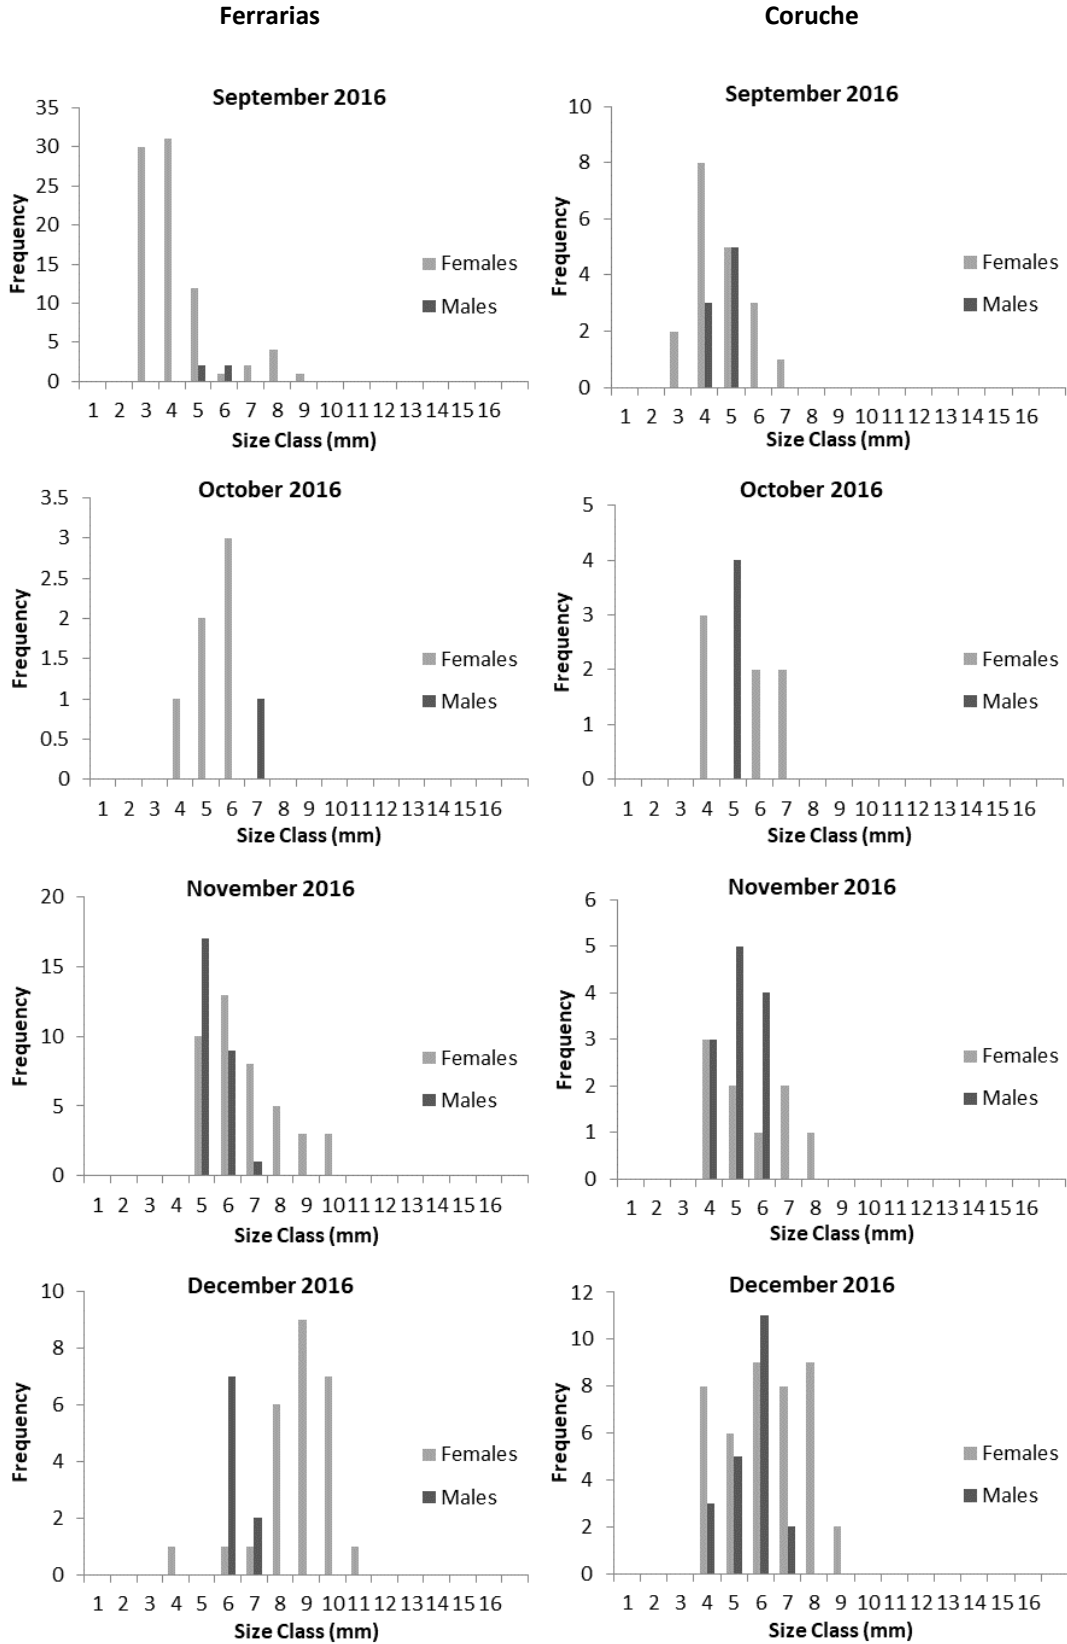 Ferrarias
Coruche
September 2016
35
30
25
20
15
10
5
0
Frequency
1 2 3 4 5 6 7 8 9 10 11 12 13 14 15 16
Size Class (mm)
Females
Males
September 2016
10
8
6
4
2
0
Frequency
1 2 3 4 5 6 7 8 9 10 11 12 13 14 15 16
Size Class (mm)
Females
Males
October 2016
3.5
3
2.5
2
1.5
1
0.5
0
Frequency
1 2 3 4 5 6 7 8 9 10 11 12 13 14 15 16
Size Class (mm)
Females
Males
October 2016
5
4
3
2
1
0
Frequency
1 2 3 4 5 6 7 8 9 10 11 12 13 14 15 16
Size Class (mm)
Females
Males
November 2016
20
15
10
5
0
Frequency
1 2 3 4 5 6 7 8 9 10 11 12 13 14 15 16
Size Class (mm)
Females
Males
November 2016
6
5
4
3
2
1
0
Frequency
1 2 3 4 5 6 7 8 9 10 11 12 13 14 15 16
Size Class (mm)
Females
Males
December 2016
10
8
6
4
2
0
Frequency
1 2 3 4 5 6 7 8 9 10 11 12 13 14 15 16
Size Class (mm)
Females
Males
December 2016
12
10
8
6
4
2
0
Frequency
1 2 3 4 5 6 7 8 9 10 11 12 13 14 15 16
Size Class (mm)
Females
Males